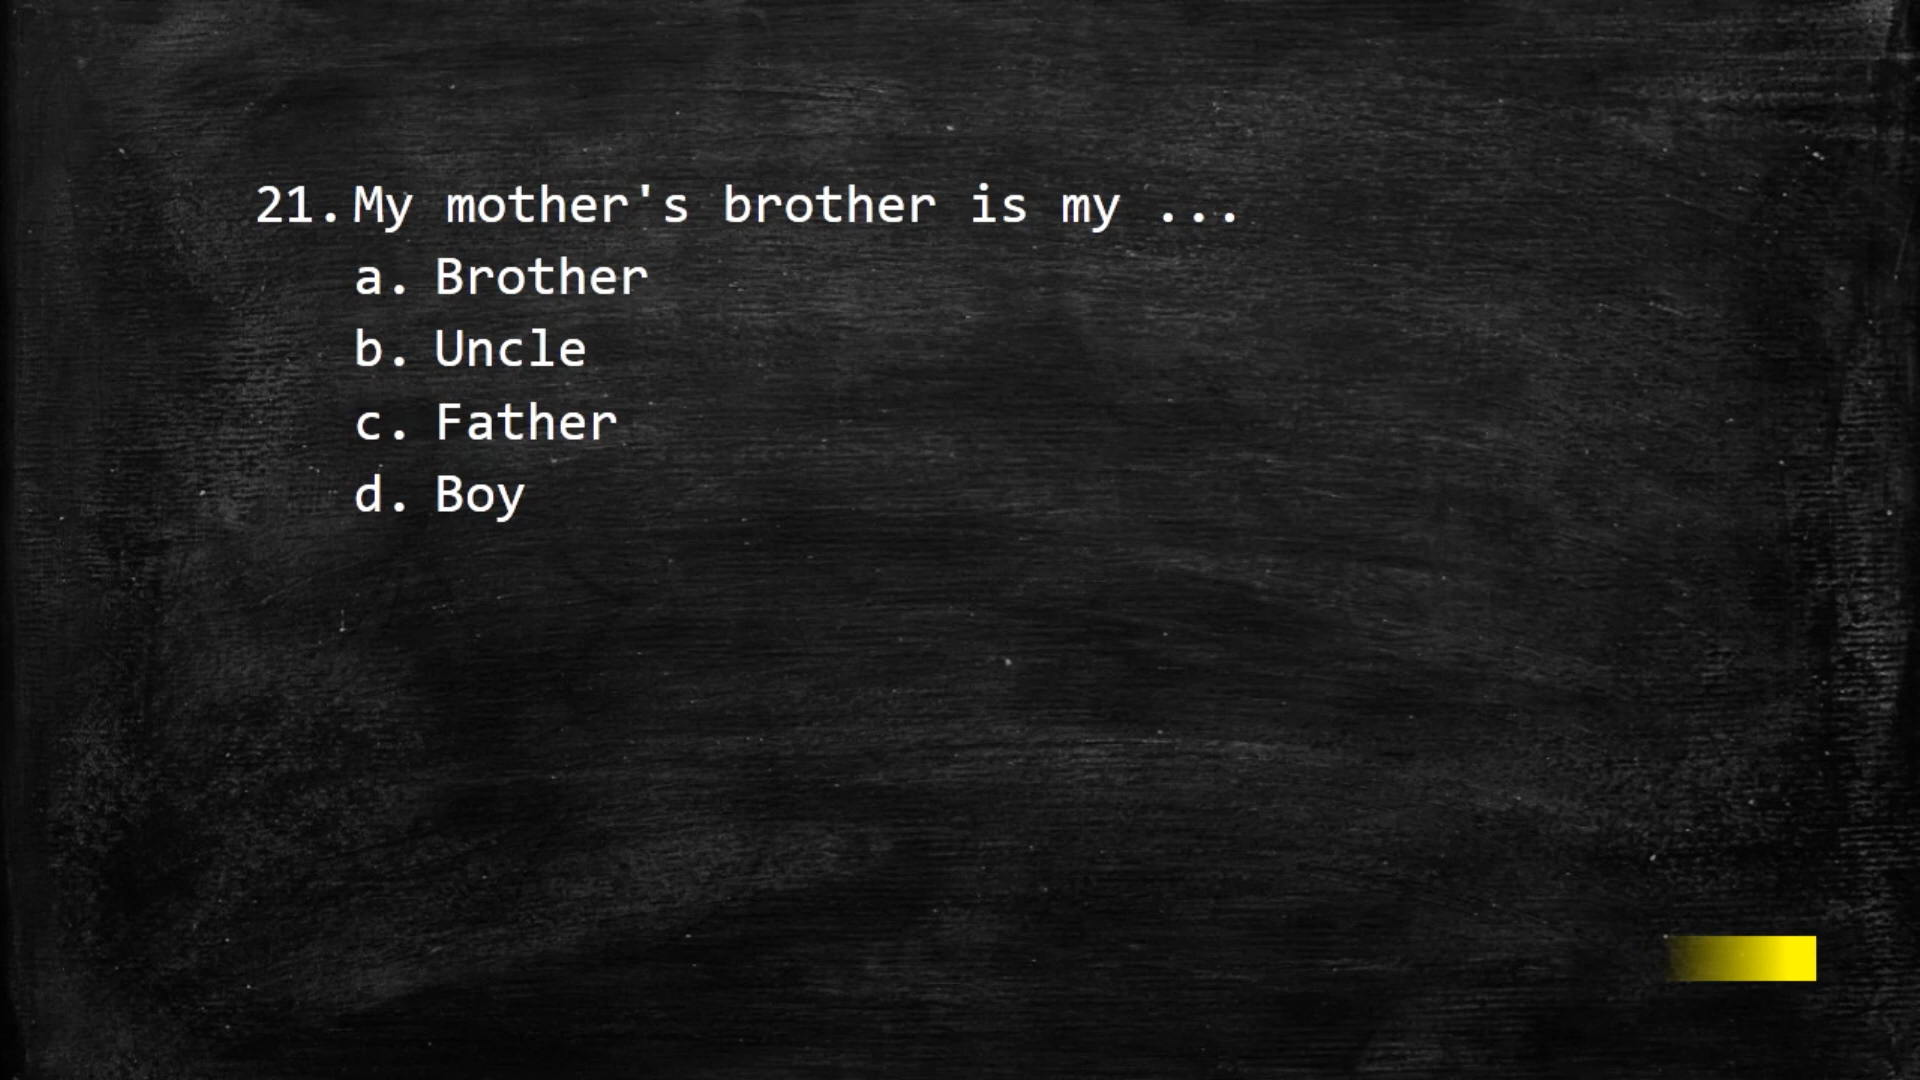 21. My mother's brother is my ...
a. Brother
b. Uncle
c. Father
d. Boy